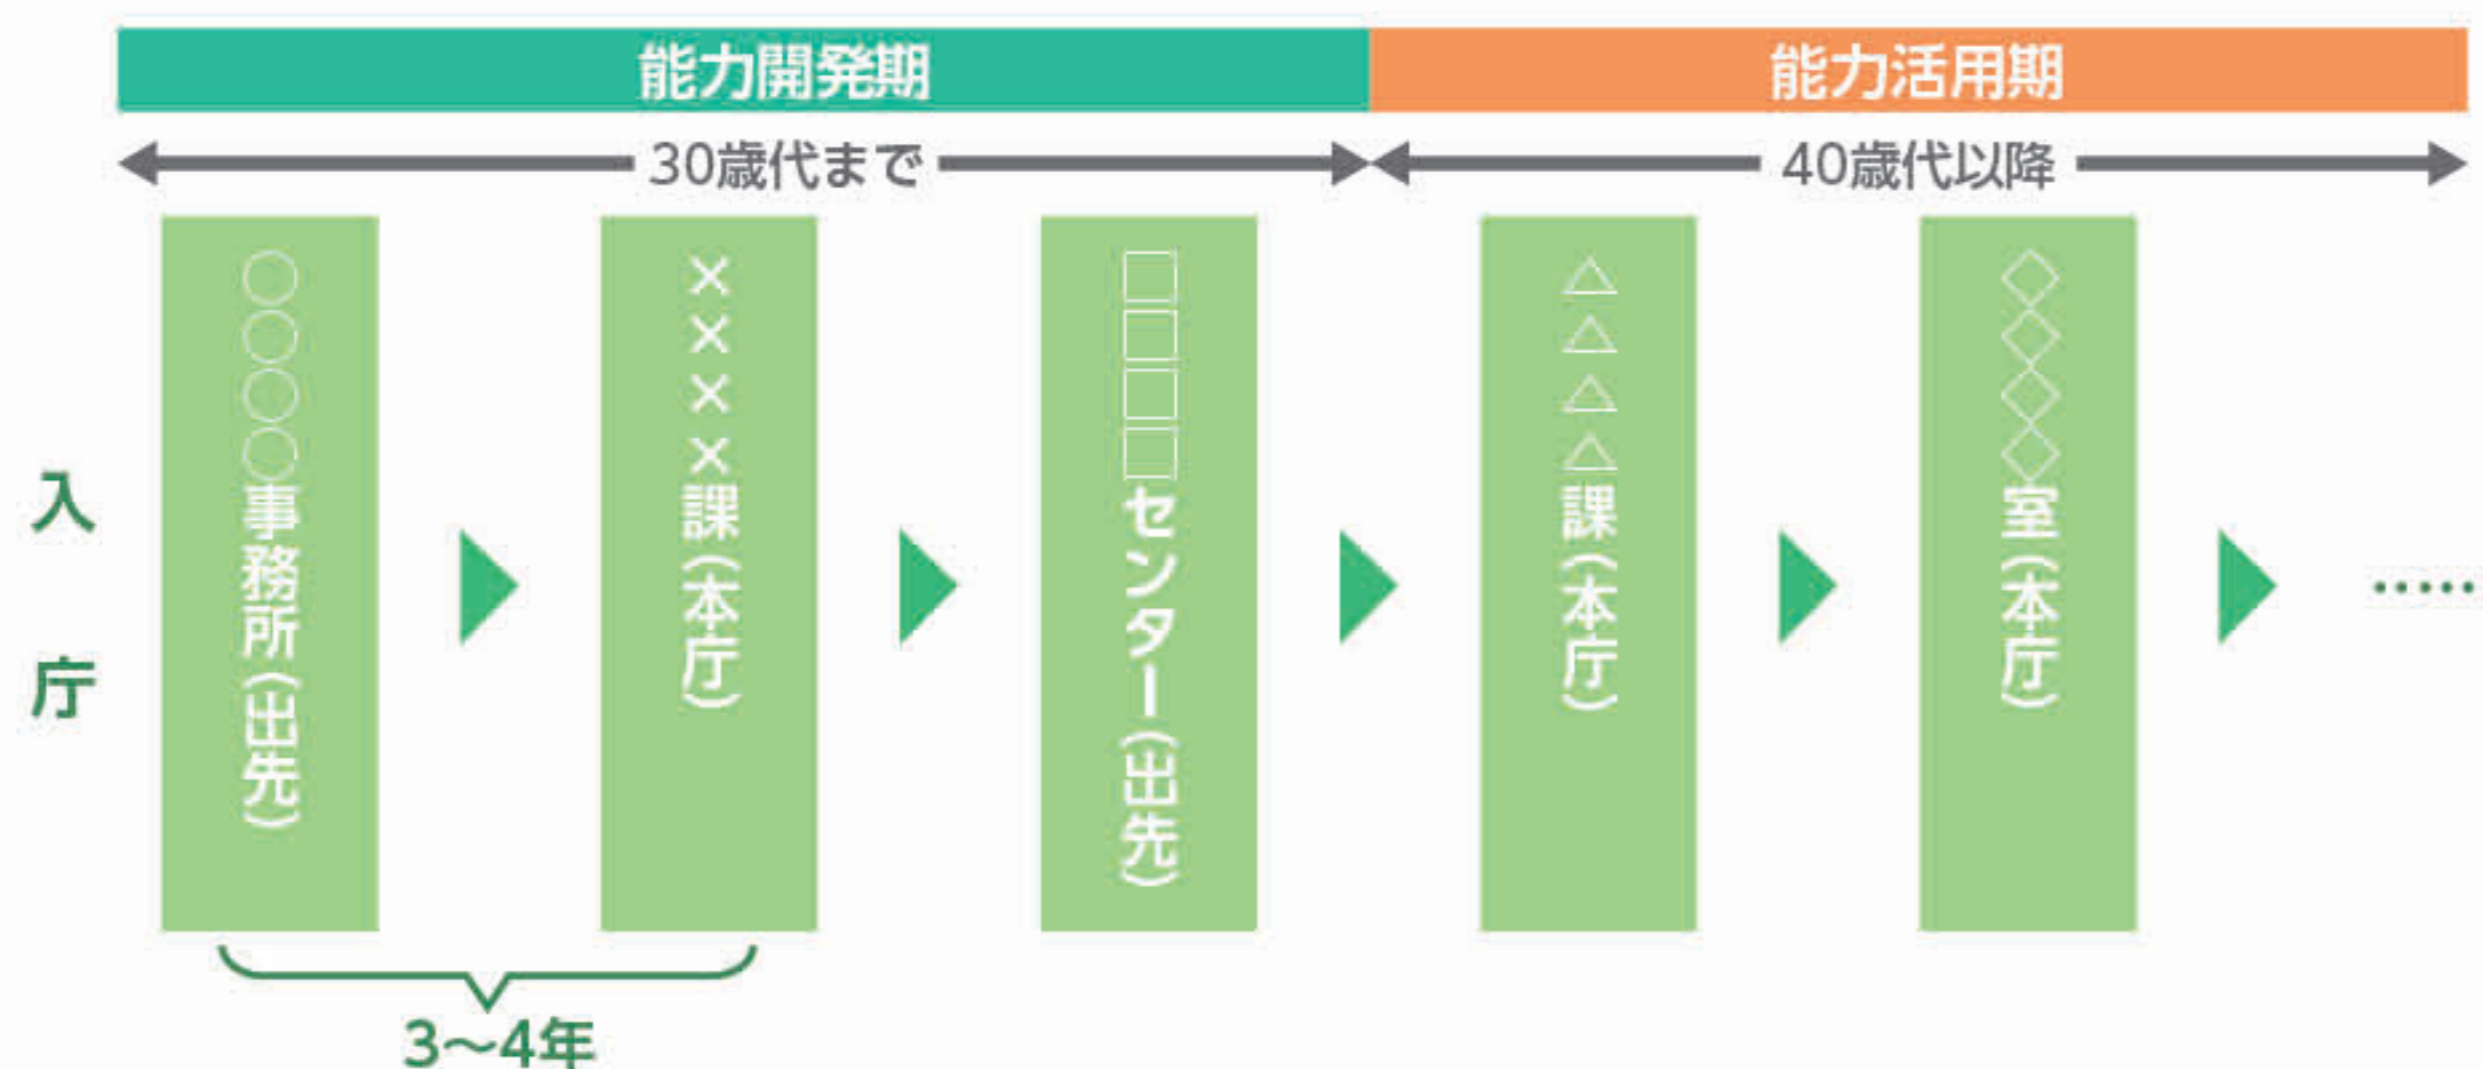 能力開発期
能力活用期
30歳代まで
40歳代以降
入庁
○○○○事務所(出先)
××××課(本庁)
□□□□センター(出先)
△△△△課(本庁)
◇◇◇◇室(本庁)
……
3〜4年